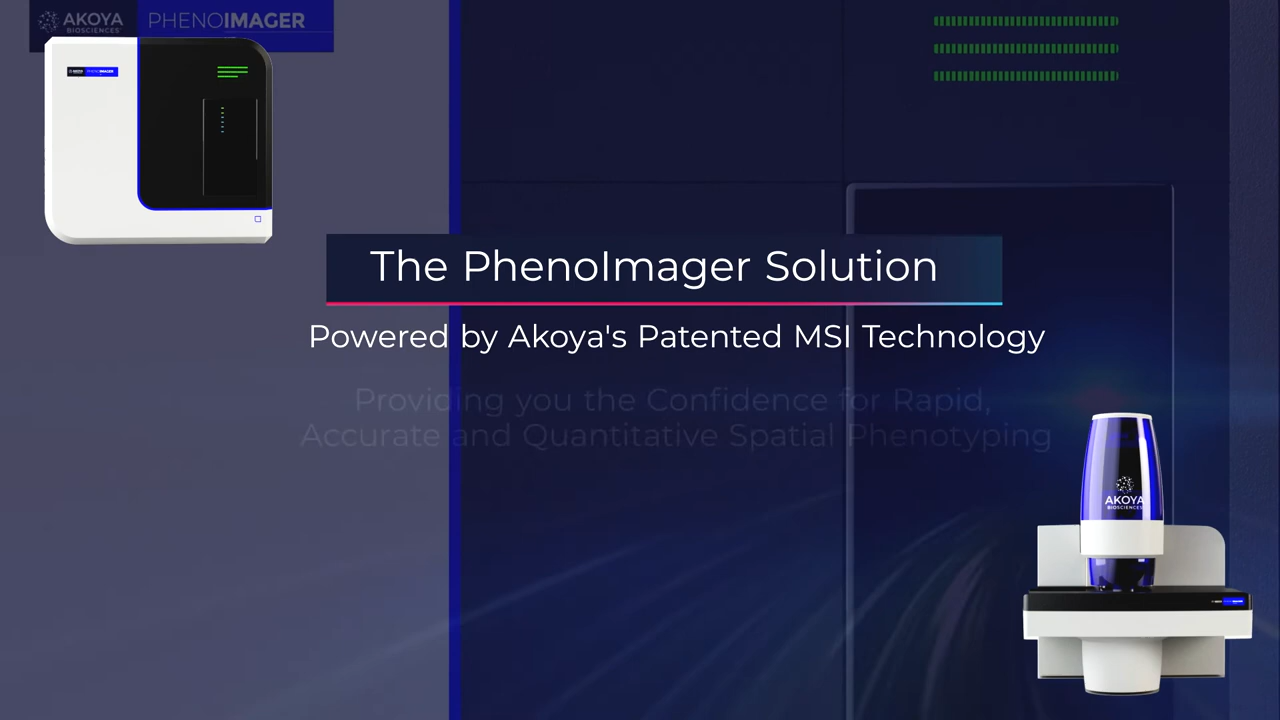 AKOYA PHENOIMAGER
BIOSCIENCES
The PhenoImager Solution
Powered by Akoya's Patented MSI Technology
Providing you the Confidence for Rapid,
Accurate and Quantitative Spatial Phenotyping
AKOYA
BIOSCIENCES